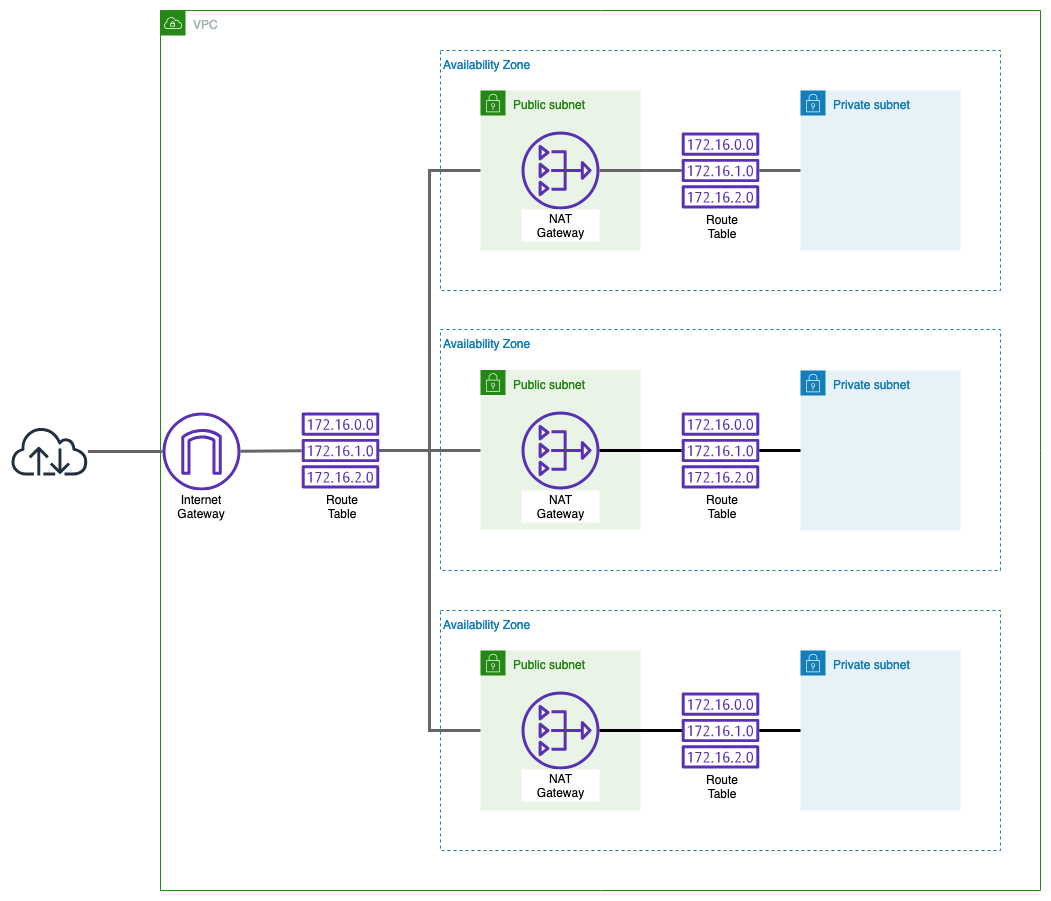 VPC
Availability Zone
Public subnet
Private subnet
172.16.0.0
172.16.1.0
172.16.2.0
NAT
Gateway
Route
Table
Availability Zone
Public subnet
Private subnet
172.16.0.0
172.16.1.0
172.16.2.0
Internet
Gateway
Route
Table
172.16.0.0
172.16.1.0
172.16.2.0
NAT
Gateway
Route
Table
Availability Zone
Public subnet
Private subnet
172.16.0.0
172.16.1.0
172.16.2.0
NAT
Gateway
Route
Table